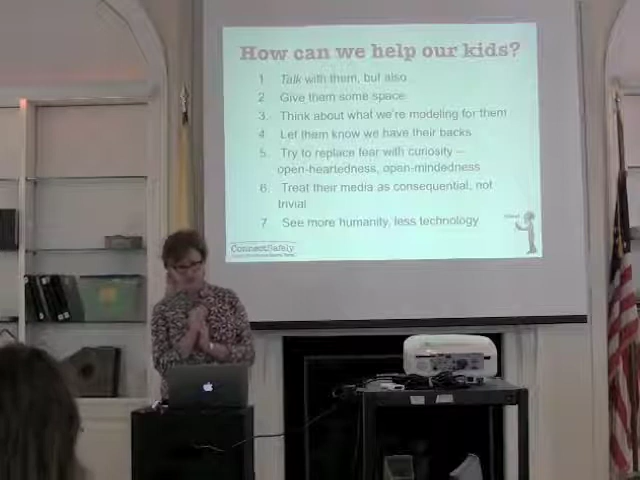 How can we help our kids?
1 Talk with them, but also...
2. Give them some space
3. Think about what we're modeling for them
4 Let them know we have their backs
5. Try to replace fear with curiosity –
open-heartedness, open-mindedness
6. Treat their media as consequential, not
trivial
7 See more humanity, less technology
ConnectSafely